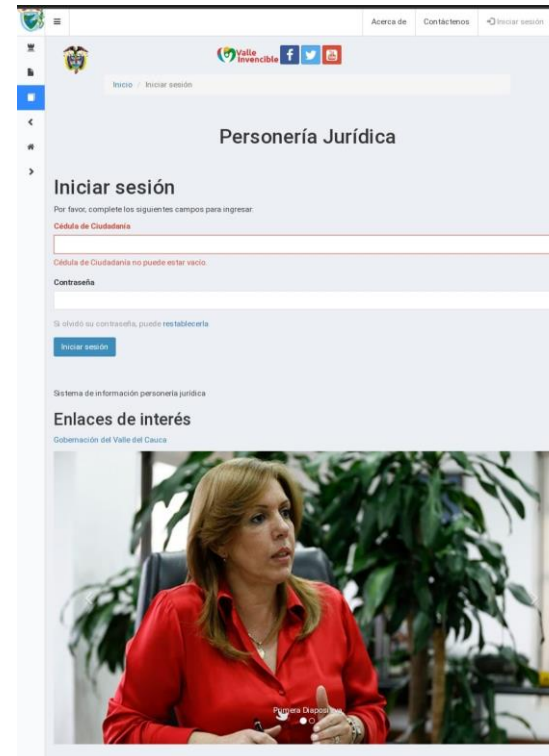 Acerca de
Contáctenos
Iniciar sesión
Valle
Invencible
Inicio / Iniciar sesión
Personería Jurídica
Iniciar sesión
Por favor, complete los siguientes campos para ingresar:
Cédula de Ciudadanía
Cédula de Ciudadanía no puede estar vacío.
Contraseña
Si olvidó su contraseña, puede restablecerla
Iniciar sesión
Sistema de información personería jurídica
Enlaces de interés
Gobernación del Valle del Cauca
Primera Diapositiva